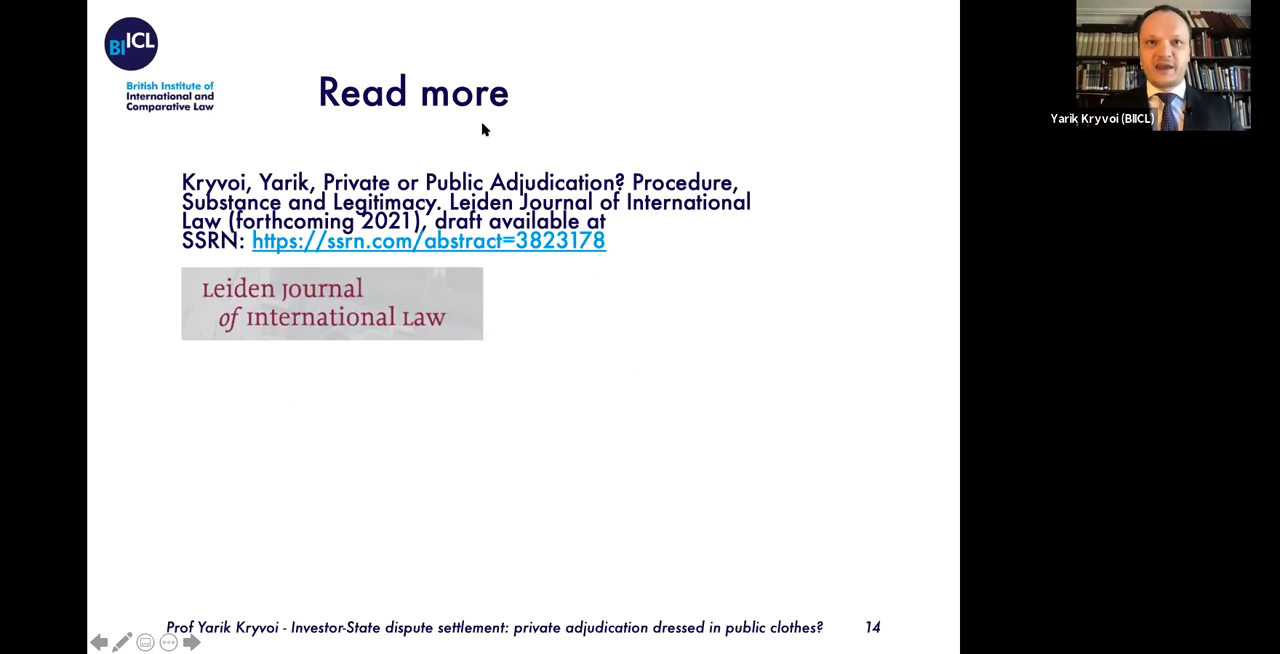 BIICL
British Institute of
International and
Comparative Law
Read more
Yarik Kryvoi (BIICL)
Kryvoi, Yarik, Private or Public Adjudication? Procedure,
Substance and Legitimacy. Leiden Journal of International
Law (forthcoming 2021), draft available at
SSRN: https://ssrn.com/abstract=3823178
Leiden Journal
of International Law
Prof Yarik Kryvoi - Investor-State dispute settlement: private adjudication dressed in public clothes? 14